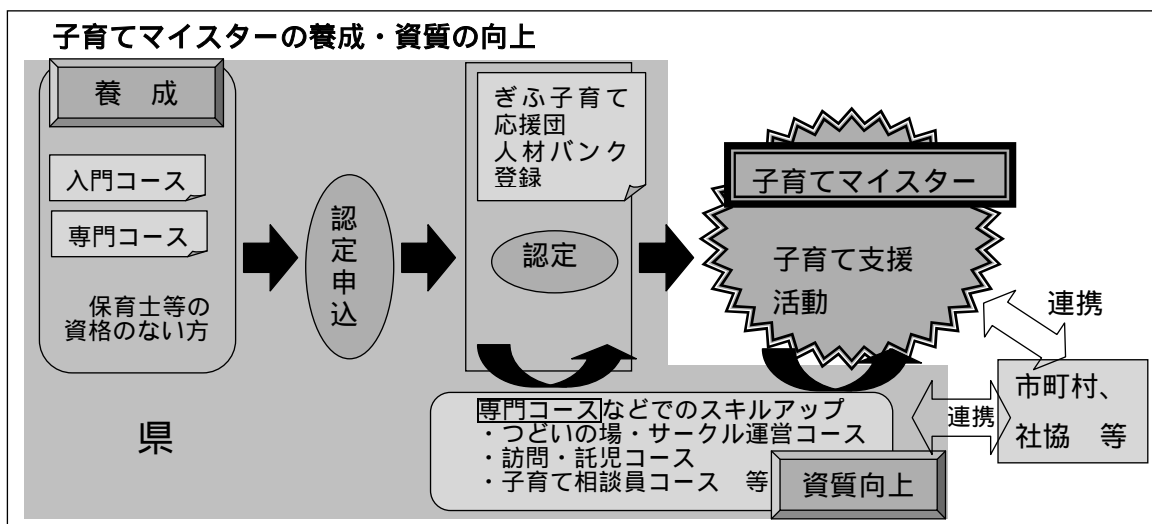 子育てマイスターの養成・資質の向上
養　成
入門コース
専門コース
保育士等の
資格のない方
県
認定申込
ぎふ子育て
応援団
人材バンク
登録
認定
子育てマイスター
子育て支援
活動
連携
市町村、
社協　等
連携
専門コースなどでのスキルアップ
・つどいの場・サークル運営コース
・訪問・託児コース
・子育て相談員コース　等
資質向上